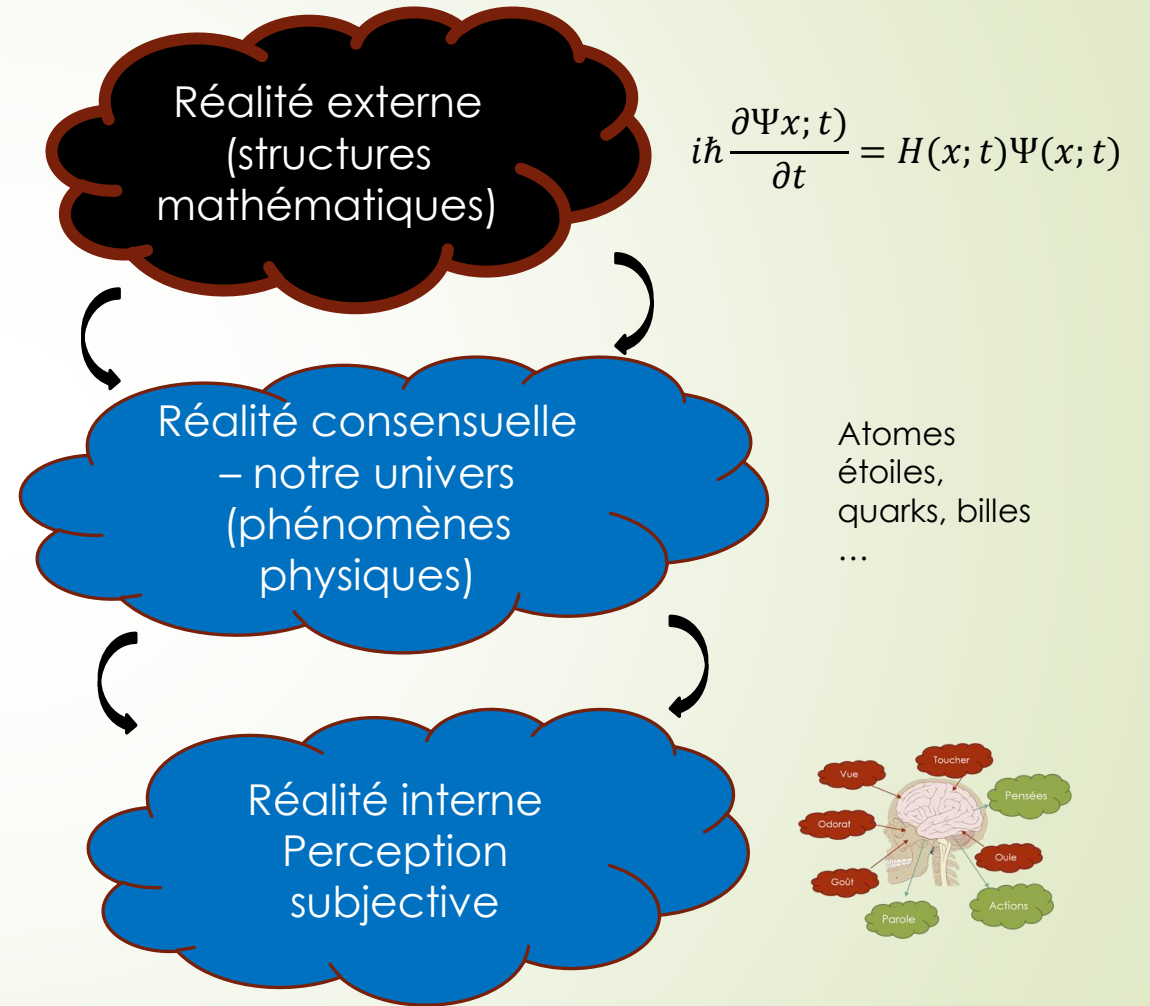 Réalité externe
(structures
mathématiques)
iℏ ∂Ψx; t) / ∂t = H(x; t)Ψ(x; t)
Réalité consensuelle
– notre univers
(phénomènes
physiques)
Atomes
étoiles,
quarks, billes
…
Réalité interne
Perception
subjective
Vue
Toucher
Pensées
Odorat
Ouie
Goût
Actions
Parole